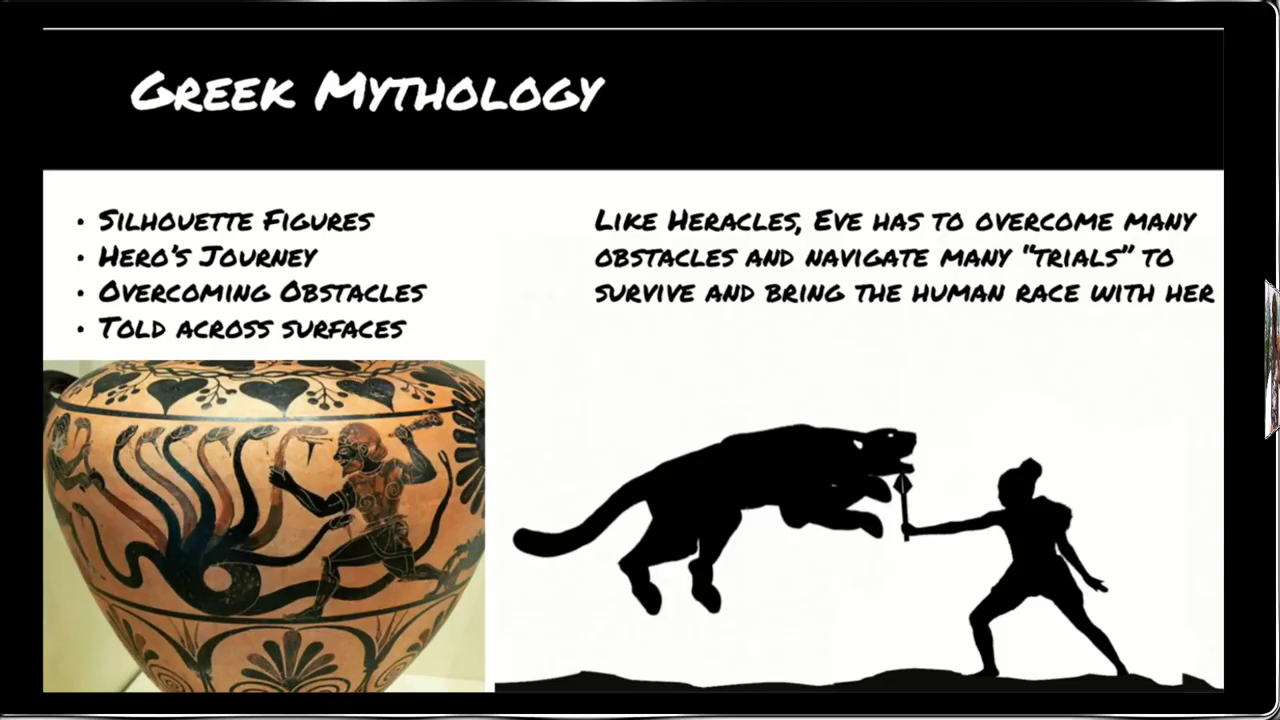 Greek Mythology
• Silhouette Figures
• Hero's Journey
• Overcoming Obstacles
• Told across surfaces
Like Heracles, Eve has to overcome many
obstacles and navigate many "trials" to
survive and bring the human race with her